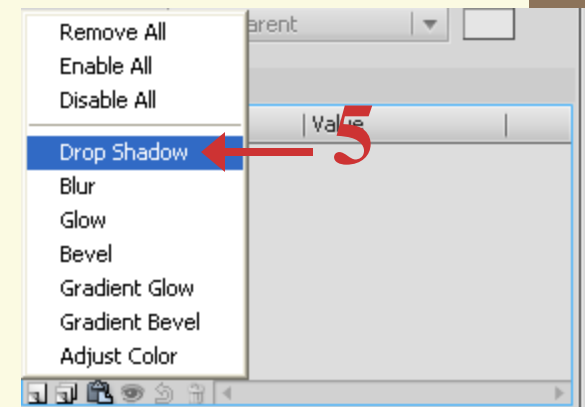 Remove All
arent
Enable All
Disable All
Value
5
Drop Shadow
Blur
Glow
Bevel
Gradient Glow
Gradient Bevel
Adjust Color